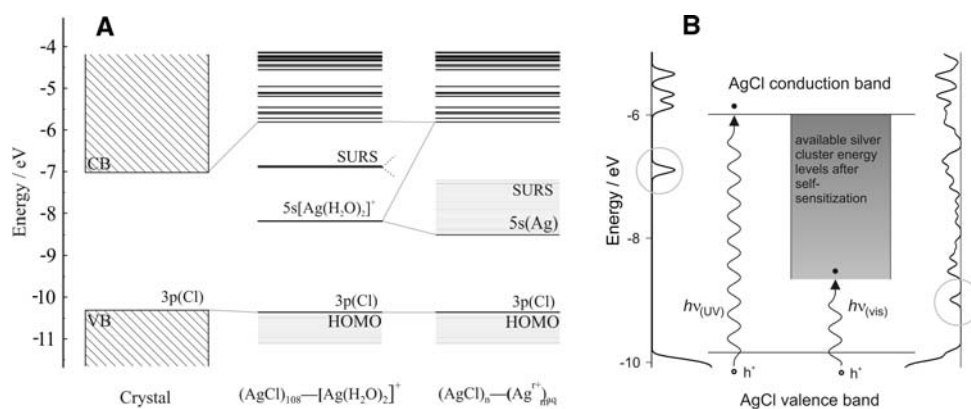 A
Energy / eV
-4
-5
-6
-7
-8
-9
-10
-11
CB
VB
3p(Cl)
SURS
5s[Ag(H₂O)₂]⁺
3p(Cl)
HOMO
SURS
5s(Ag)
3p(Cl)
HOMO
Crystal
(AgCl)₁₀₈—[Ag(H₂O)₂]⁺
(AgCl)ₙ—(Ag
B
Energy / eV
-6
-8
-10
AgCl conduction band
available silver
cluster energy
levels after
self-
sensitization
hν(UV)
hν(vis)
h⁺
h⁺
AgCl valence band